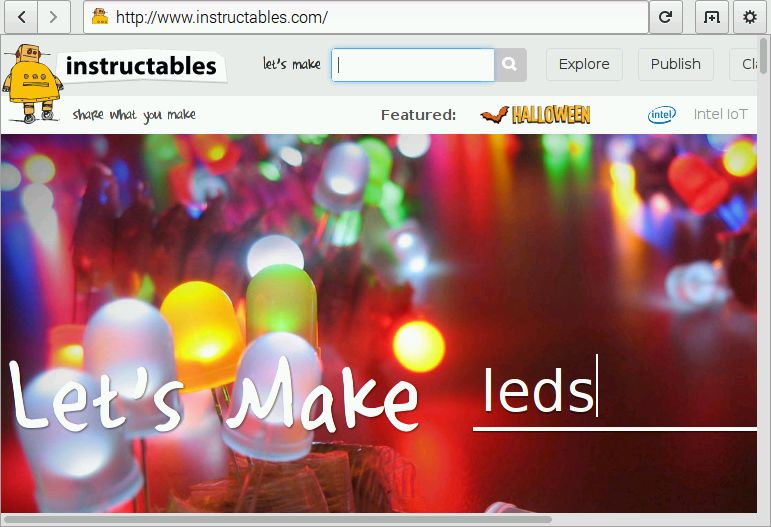 http://www.instructables.com/
instructables
let's make
Explore
Publish
Cla
share what you make
Featured:
HALLOWEEN
intel
Intel IoT
Let's Make leds